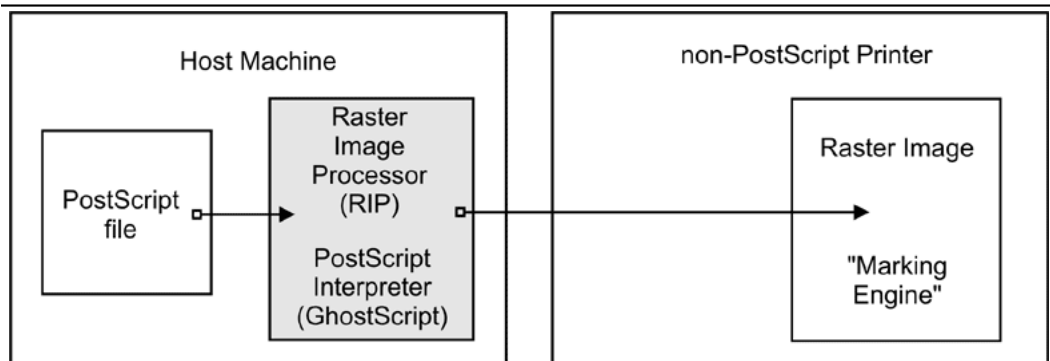 Host Machine
non-PostScript Printer
PostScript
file
Raster
Image
Processor
(RIP)
PostScript
Interpreter
(GhostScript)
Raster Image
"Marking
Engine"